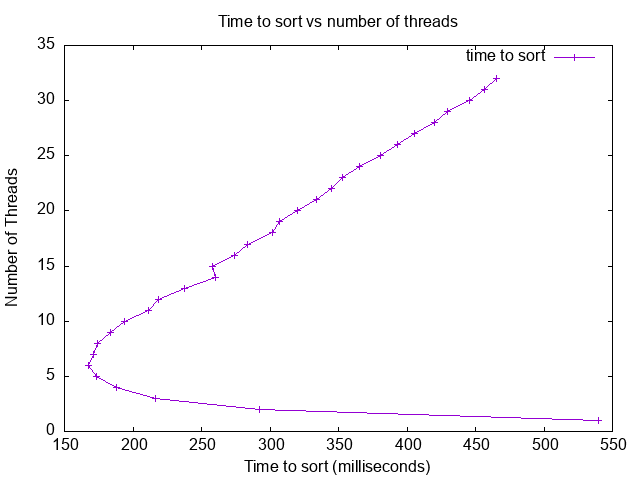 Time to sort vs number of threads
time to sort
35
30
25
20
15
10
5
0
Number of Threads
150 200 250 300 350 400 450 500 550
Time to sort (milliseconds)